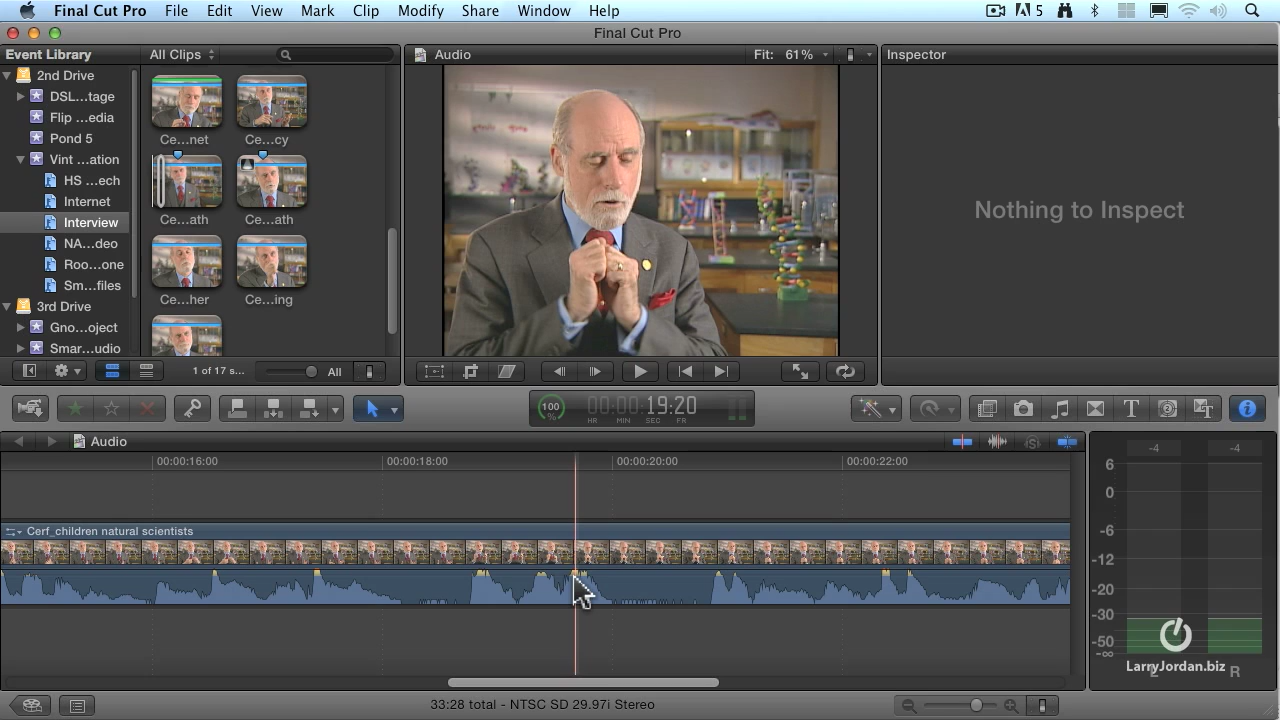 Final Cut Pro File Edit View Mark Clip Modify Share Window Help 5
Final Cut Pro
Event Library
All Clips
Audio
Fit: 61%
Inspector
2nd Drive
DSL...tage
Flip ...edia
Pond 5
Vint ...ation
HS ...ech
Internet
Interview
NA...deo
Roo...one
Sm...files
3rd Drive
Gno...oject
Smar...udio
Ce...net
Ce...cy
Ce...ath
Ce...ath
Ce...her
Ce...ing
Nothing to Inspect
1 of 17 s...
All
100
%
00:00:19:20
HR MIN SEC FR
T
Audio
00:00:16:00
00:00:18:00
00:00:20:00
00:00:22:00
Cerf_children natural scientists
-4 -4
6
0
-6
-12
-20
-30
-50
-∞
LarryJordan.biz
L R
33:28 total - NTSC SD 29.97i Stereo